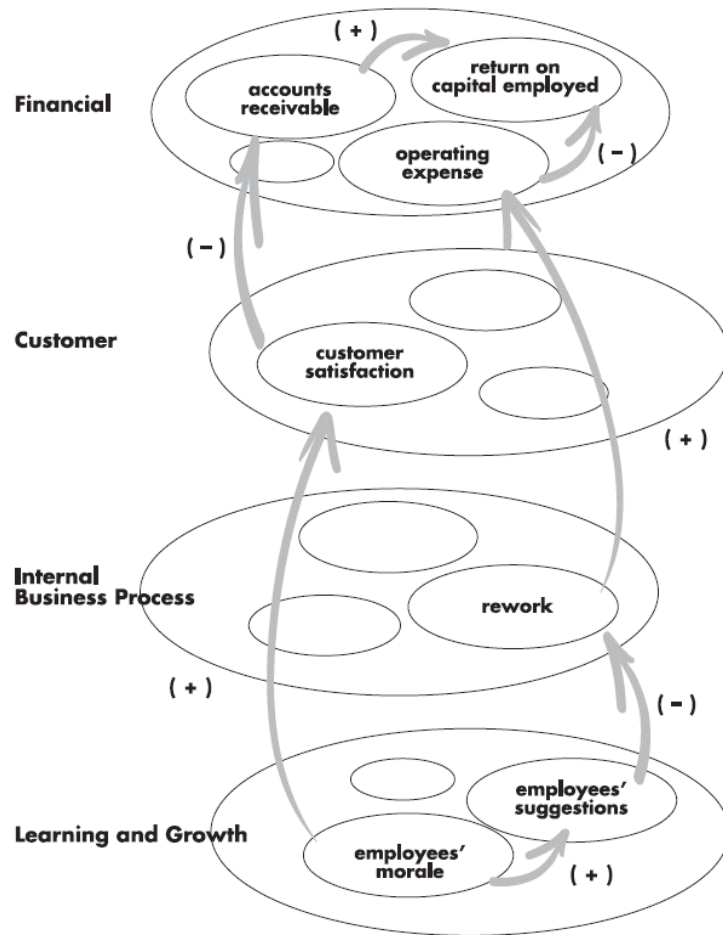 ( + )
accounts
receivable
return on
capital employed
Financial
operating
expense
( - )
( - )
Customer
customer
satisfaction
( + )
Internal
Business Process
rework
( + )
( - )
employees'
suggestions
Learning and Growth
employees'
morale
( + )